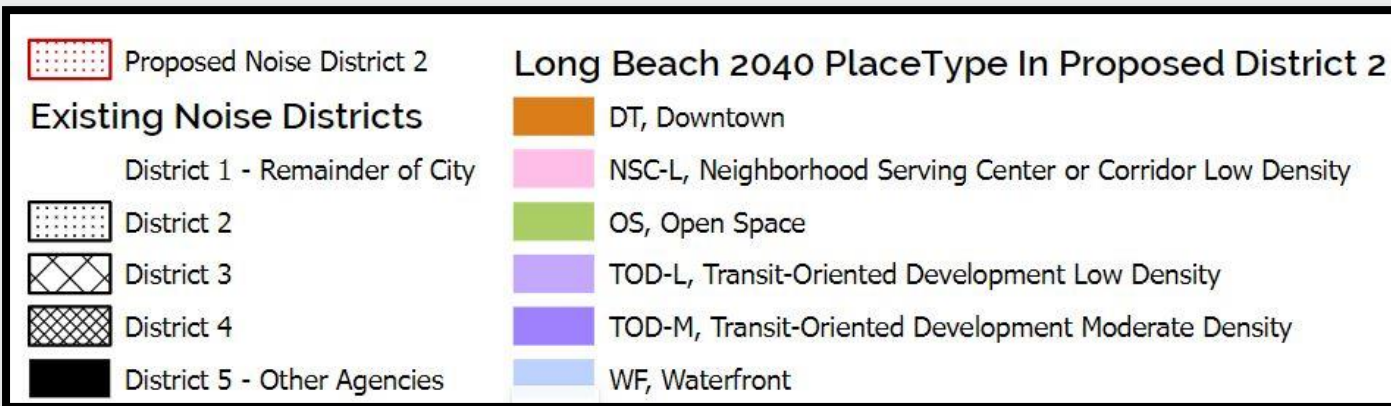 Proposed Noise District 2
Existing Noise Districts
District 1 - Remainder of City
District 2
District 3
District 4
District 5 - Other Agencies
Long Beach 2040 PlaceType In Proposed District 2
DT, Downtown
NSC-L, Neighborhood Serving Center or Corridor Low Density
OS, Open Space
TOD-L, Transit-Oriented Development Low Density
TOD-M, Transit-Oriented Development Moderate Density
WF, Waterfront